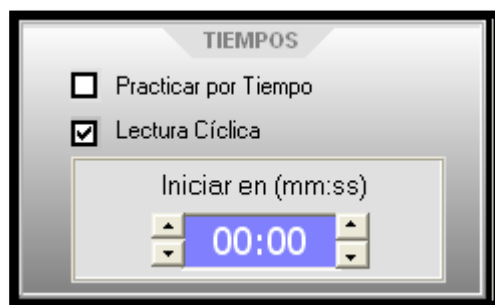 TIEMPOS
Practicar por Tiempo
Lectura Cíclica
Iniciar en (mm:ss)
00:00